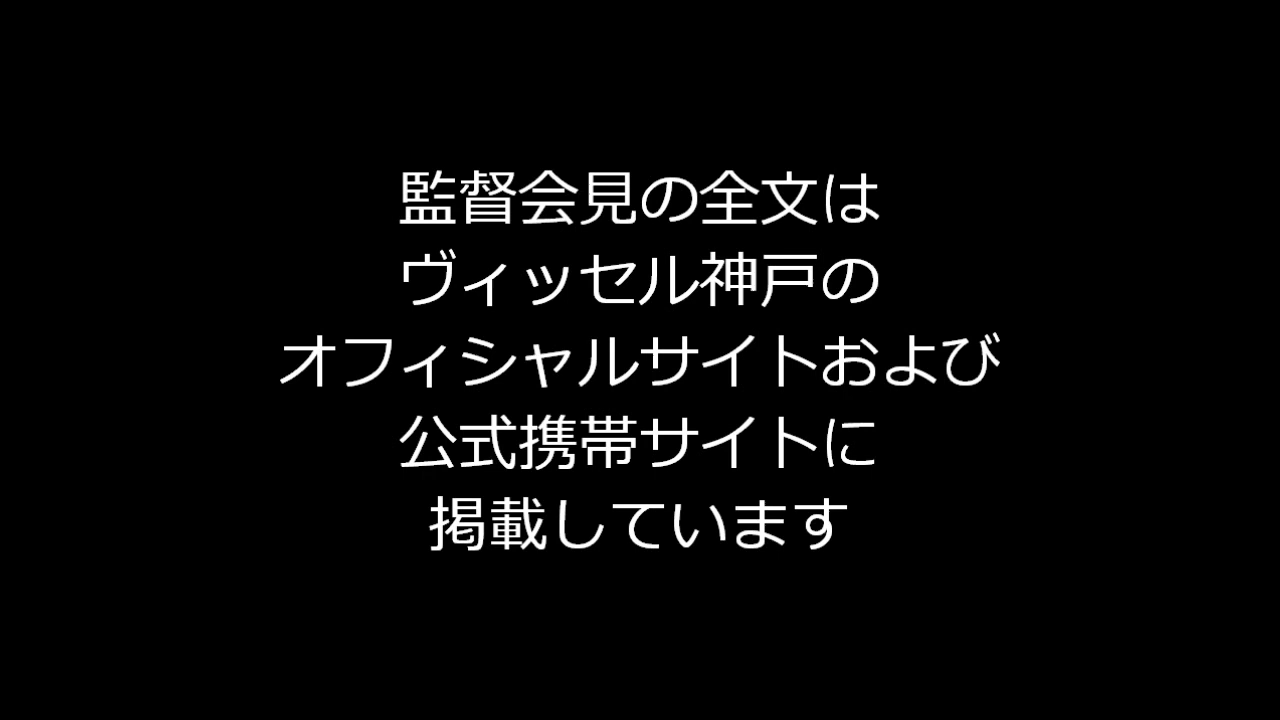 監督会見の全文は
ヴィッセル神戸の
オフィシャルサイトおよび
公式携帯サイトに
掲載しています